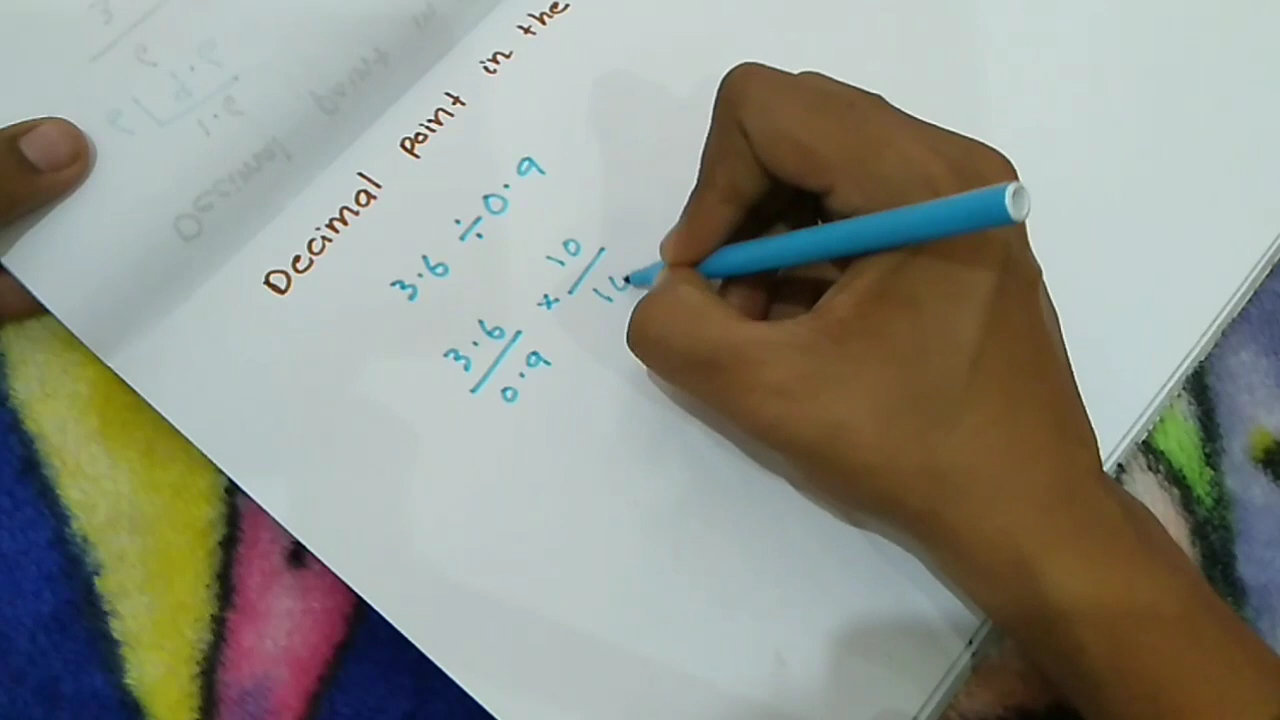 Decimal Point in the
3.6 ÷ 0.9
3.6/0.9 × 10/10